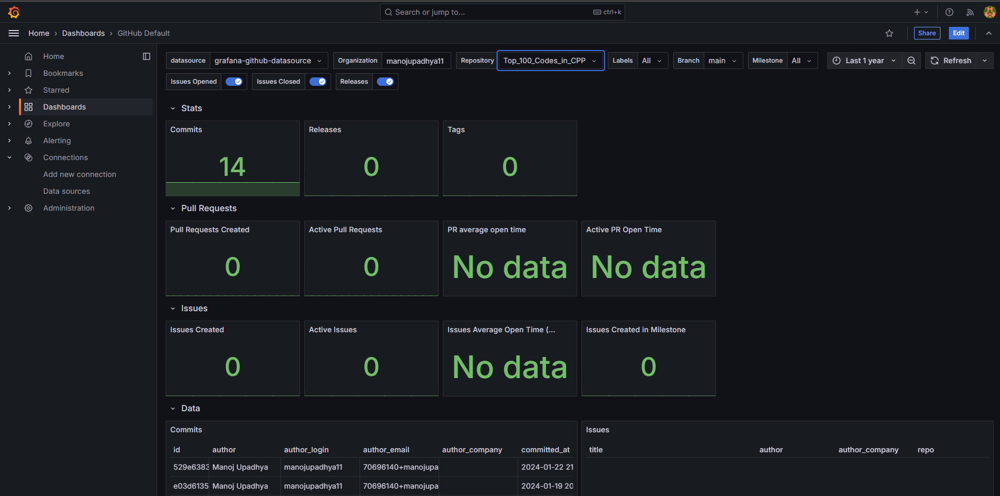 Search or jump to...
ctrl+k
Home › Dashboards › GitHub Default
Share
Edit
Home
Bookmarks
Starred
Dashboards
Explore
Alerting
Connections
Add new connection
Data sources
Administration
datasource grafana-github-datasource Organization manojupadhya11 Repository Top_100_Codes_in_CPP Labels All Branch main Milestone All Last 1 year Refresh
Issues Opened Issues Closed Releases
Stats
Commits
14
Releases
0
Tags
0
Pull Requests
Pull Requests Created
0
Active Pull Requests
0
PR average open time
No data
Active PR Open Time
No data
Issues
Issues Created
0
Active Issues
0
Issues Average Open Time (...
No data
Issues Created in Milestone
0
Data
Commits
id author author_login author_email author_company committed_at
529e6383 Manoj Upadhya manojupadhya11 70696140+manojupa 2024-01-22 21
e03d6135 Manoj Upadhya manojupadhya11 70696140+manojupa 2024-01-19 20
Issues
title author author_company repo